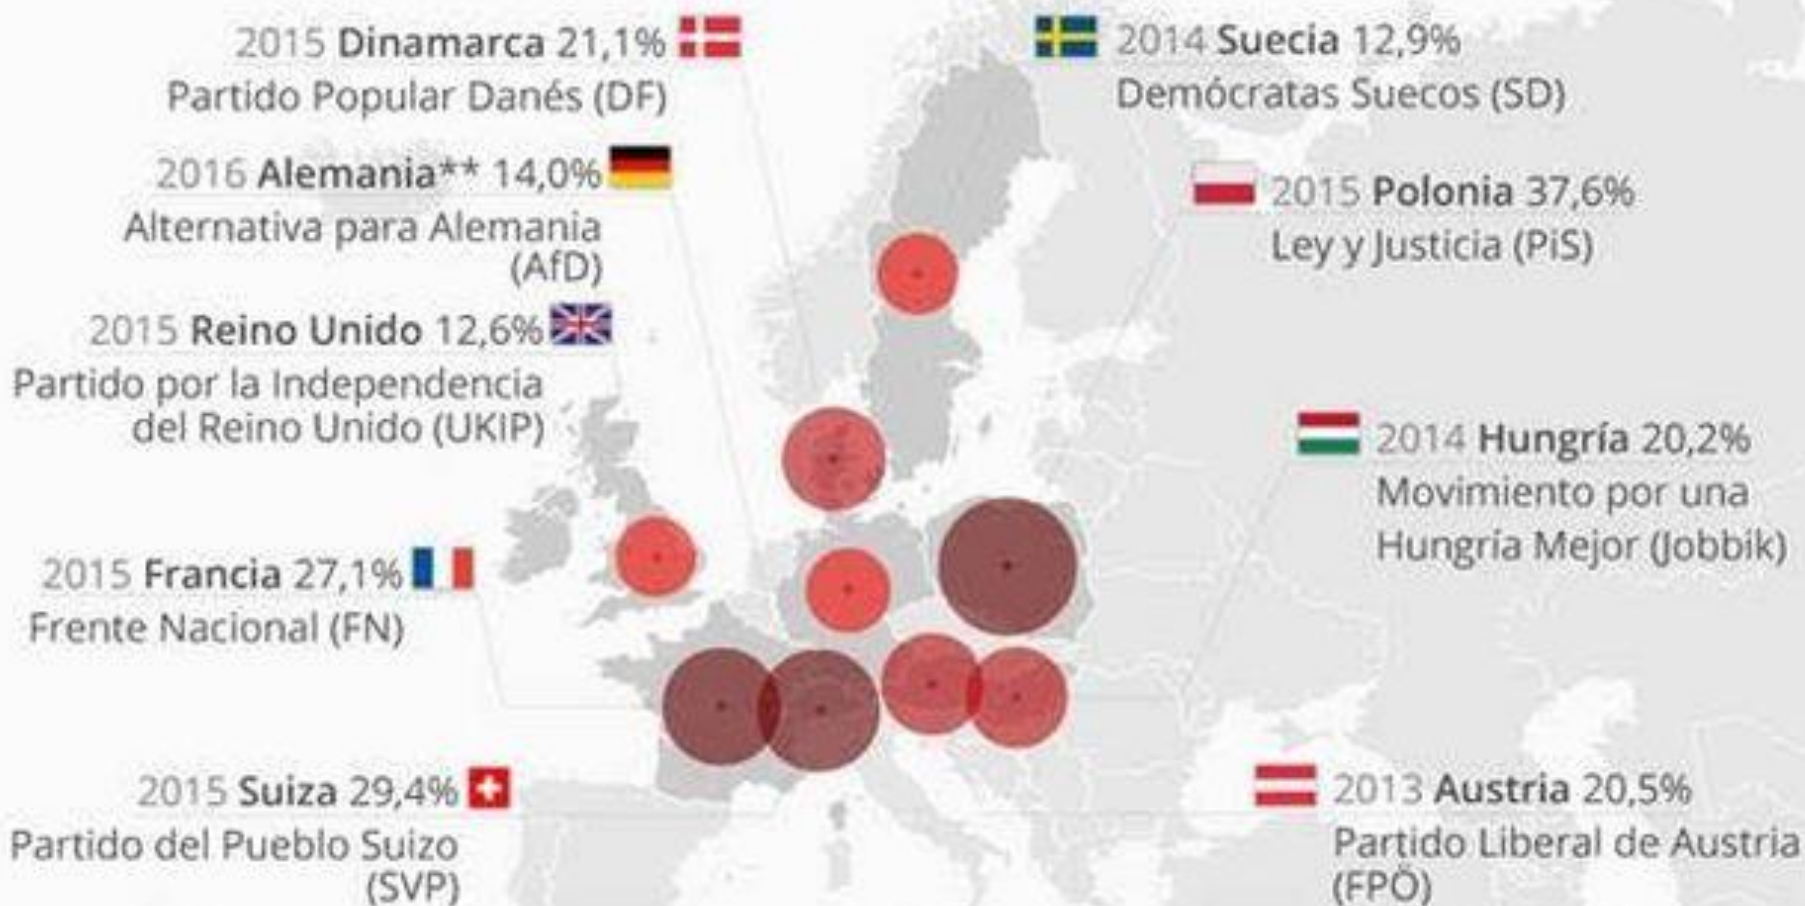 2015 Dinamarca 21,1%
Partido Popular Danés (DF)
2016 Alemania** 14,0%
Alternativa para Alemania
(AfD)
2015 Reino Unido 12,6%
Partido por la Independencia
del Reino Unido (UKIP)
2015 Francia 27,1%
Frente Nacional (FN)
2015 Suiza 29,4%
Partido del Pueblo Suizo
(SVP)
2014 Suecia 12,9%
Demócratas Suecos (SD)
2015 Polonia 37,6%
Ley y Justicia (PiS)
2014 Hungría 20,2%
Movimiento por una
Hungría Mejor (Jobbik)
2013 Austria 20,5%
Partido Liberal de Austria
(FPÖ)